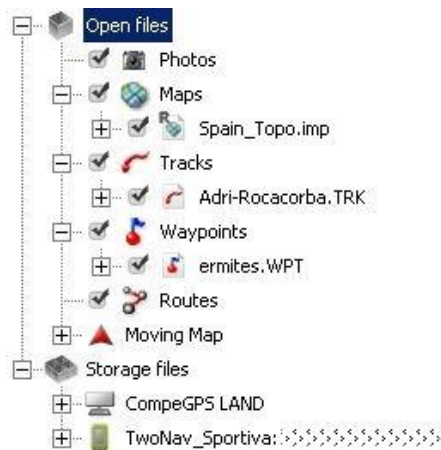 Open files
Photos
Maps
Spain_Topo.imp
Tracks
Adri-Rocacorba.TRK
Waypoints
ermites.WPT
Routes
Moving Map
Storage files
CompeGPS LAND
TwoNav_Sportiva: